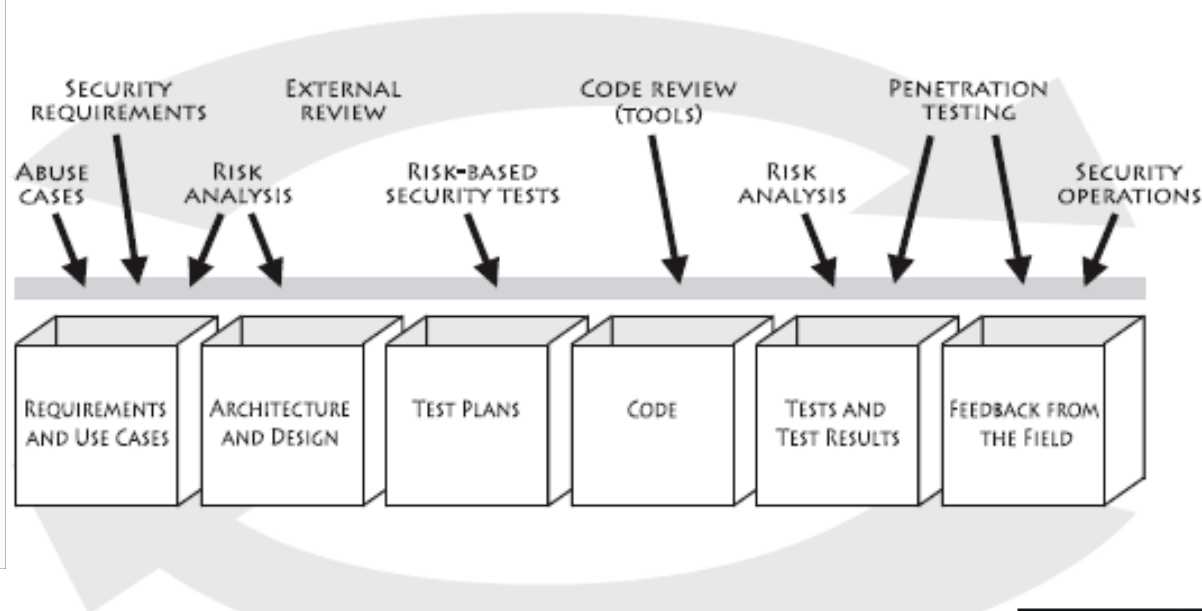 SECURITY
REQUIREMENTS
EXTERNAL
REVIEW
CODE REVIEW
(TOOLS)
PENETRATION
TESTING
ABUSE
CASES
RISK
ANALYSIS
RISK-BASED
SECURITY TESTS
RISK
ANALYSIS
SECURITY
OPERATIONS
REQUIREMENTS
AND USE CASES
ARCHITECTURE
AND DESIGN
TEST PLANS
CODE
TESTS AND
TEST RESULTS
FEEDBACK FROM
THE FIELD